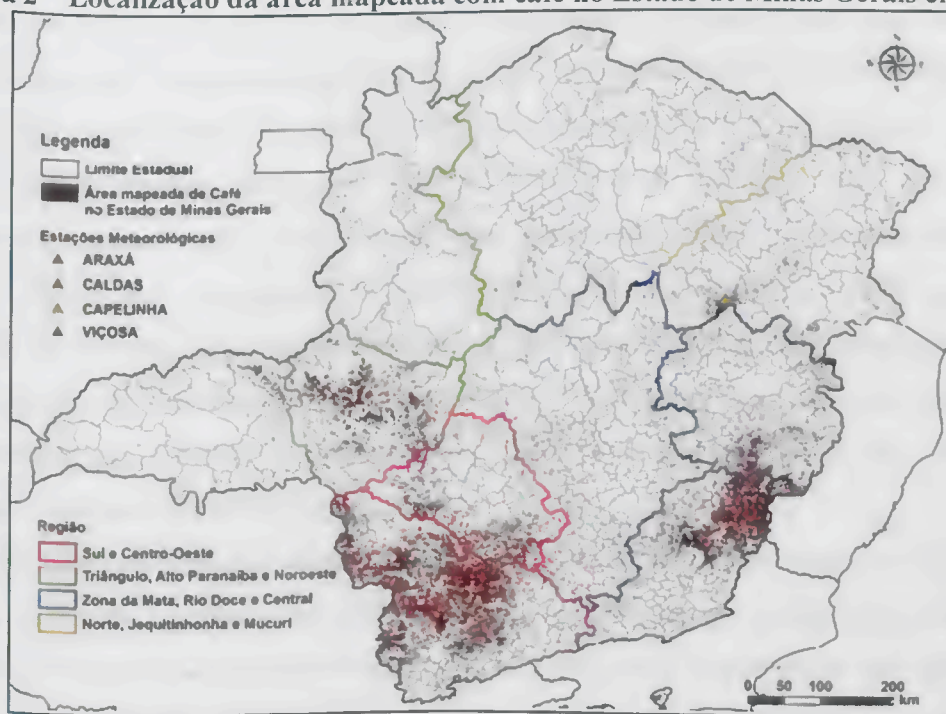 Localização da área mapeada com café no Estado de Minas Gerais
Legenda
Limite Estadual
Área mapeada de Café
no Estado de Minas Gerais
Estações Meteorológicas
ARAXÁ
CALDAS
CAPELINHA
VIÇOSA
Região
Sul e Centro-Oeste
Triângulo, Alto Paranaíba e Noroeste
Zona da Mata, Rio Doce e Central
Norte, Jequitinhonha e Mucuri
0 50 100 200
km